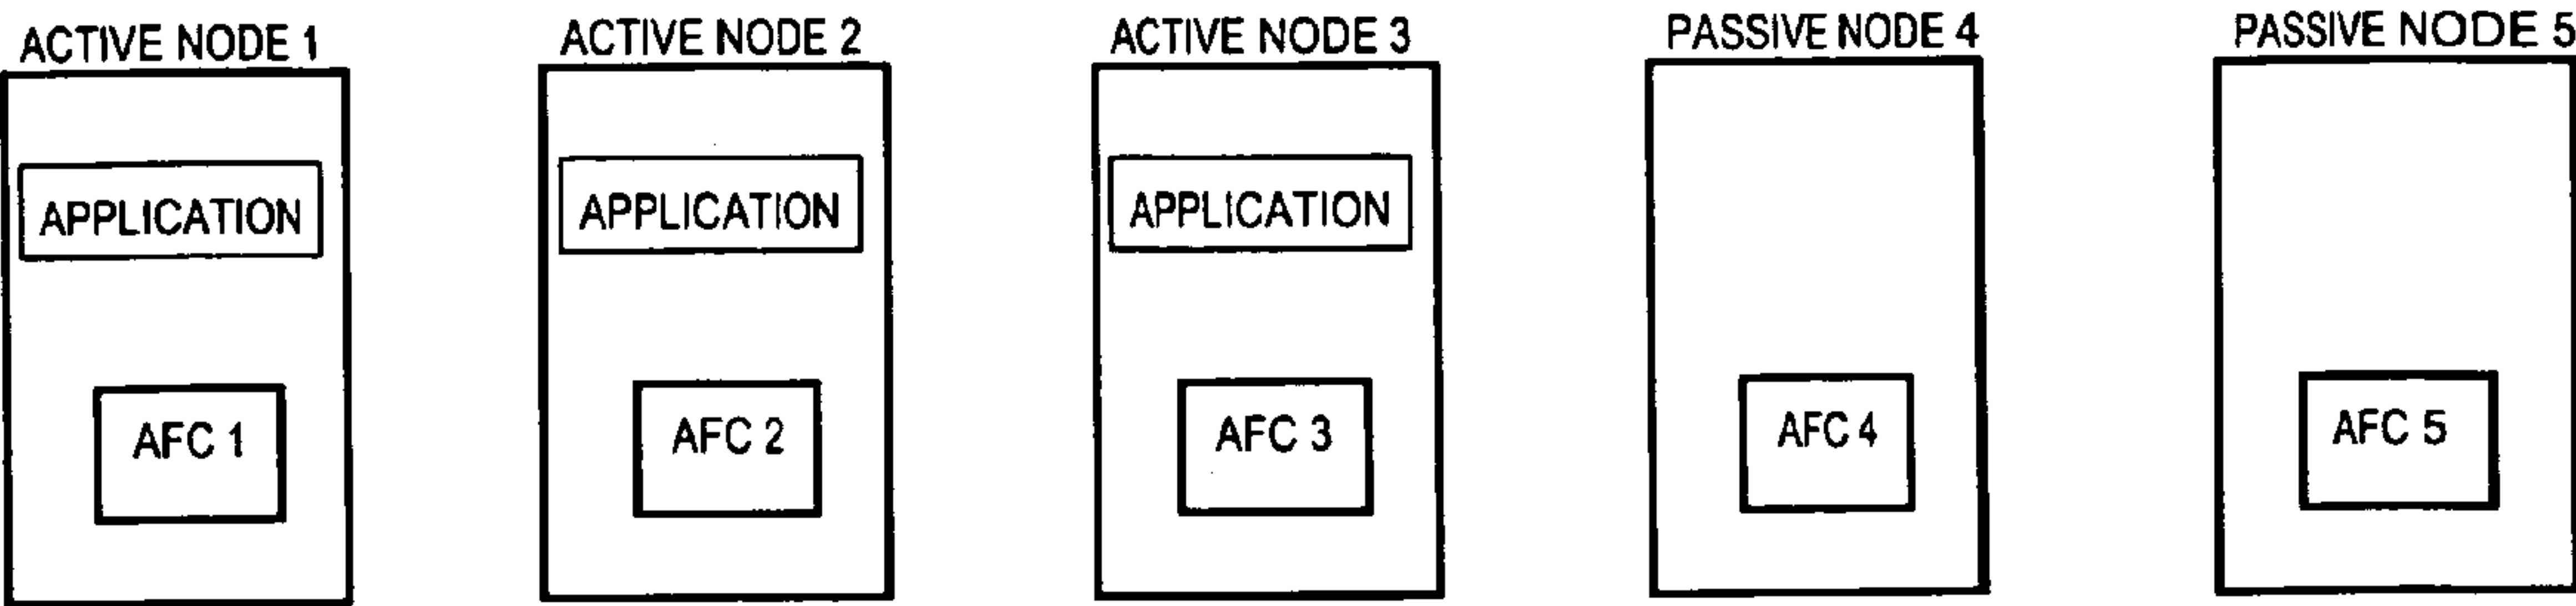 ACTIVE NODE 1
ACTIVE NODE 2
ACTIVE NODE 3
PASSIVE NODE 4
PASSIVE NODE 5
APPLICATION
APPLICATION
APPLICATION
AFC 1
AFC 2
AFC 3
AFC 4
AFC 5